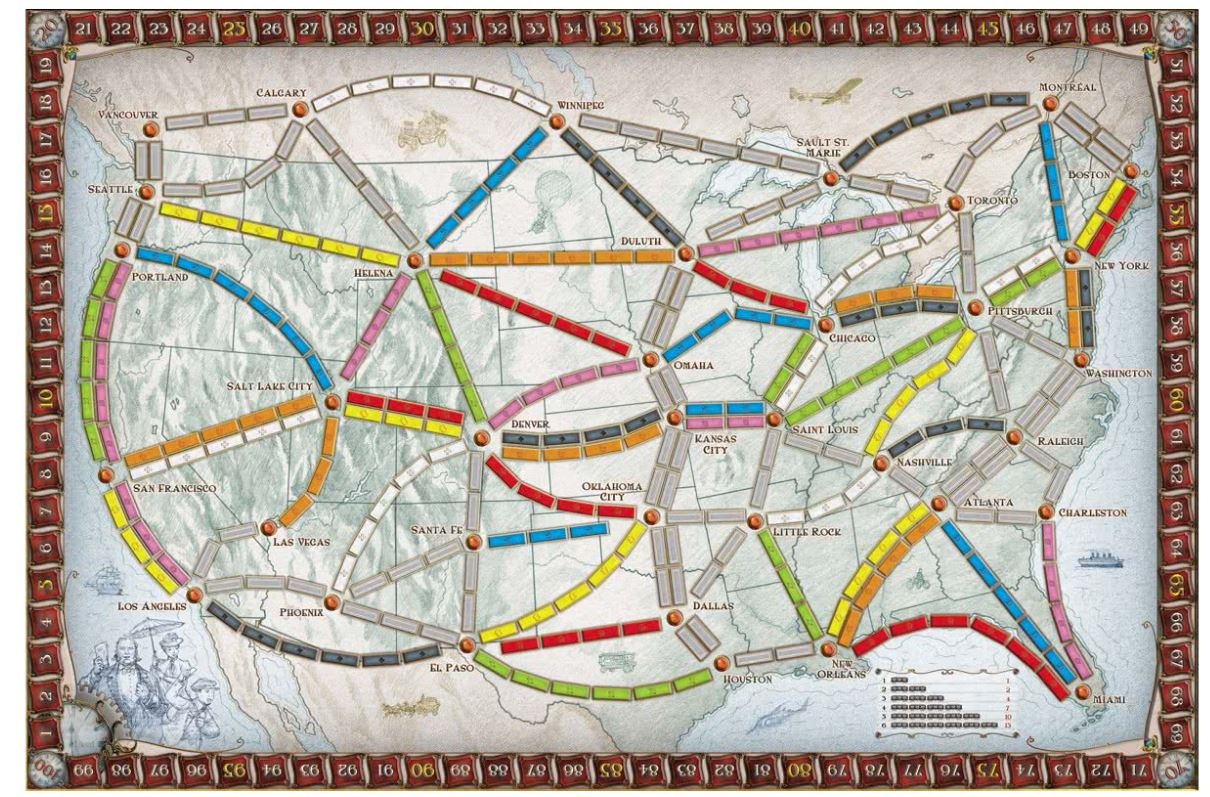 20 21 22 23 24 25 26 27 28 29 30 31 32 33 34 35 36 37 38 39 40 41 42 43 44 45 46 47 48 49 50
19
18
17
16
15
14
13
12
11
10
9
8
7
6
5
4
3
2
1
MONTRÉAL
CALGARY
WINNIPEG
VANCOUVER
SAULT ST.
MARIE
BOSTON
SEATTLE
TORONTO
DULUTH
NEW YORK
PORTLAND
HELENA
PITTSBURGH
CHICAGO
OMAHA
WASHINGTON
SALT LAKE CITY
DENVER
SAINT LOUIS
KANSAS
CITY
RALEIGH
NASHVILLE
SAN FRANCISCO
OKLAHOMA
CITY
ATLANTA
CHARLESTON
SANTA FE
LITTLE ROCK
LAS VEGAS
LOS ANGELES
PHOENIX
DALLAS
EL PASO
NEW
ORLEANS
HOUSTON
MIAMI
1 1
2 2
3 4
4 7
5 10
6 15
51
52
53
54
55
56
57
58
59
60
61
62
63
64
65
66
67
68
69
100 99 98 97 96 95 94 93 92 91 90 89 88 87 86 85 84 83 82 81 80 79 78 77 76 75 74 73 72 71 70